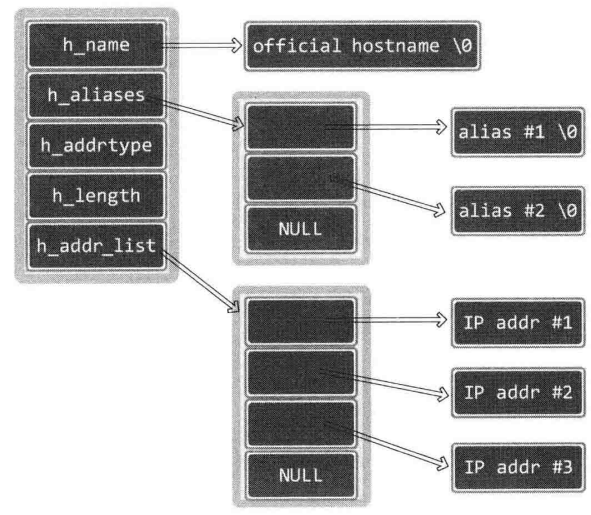 h_name
official hostname \0
h_aliases
h_addrtype
h_length
h_addr_list
alias #1 \0
alias #2 \0
NULL
IP addr #1
IP addr #2
IP addr #3
NULL